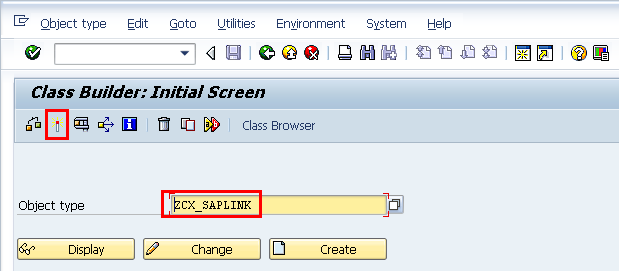 Object type Edit Goto Utilities Environment System Help
Class Builder: Initial Screen
Class Browser
Object type ZCX_SAPLINK
Display Change Create